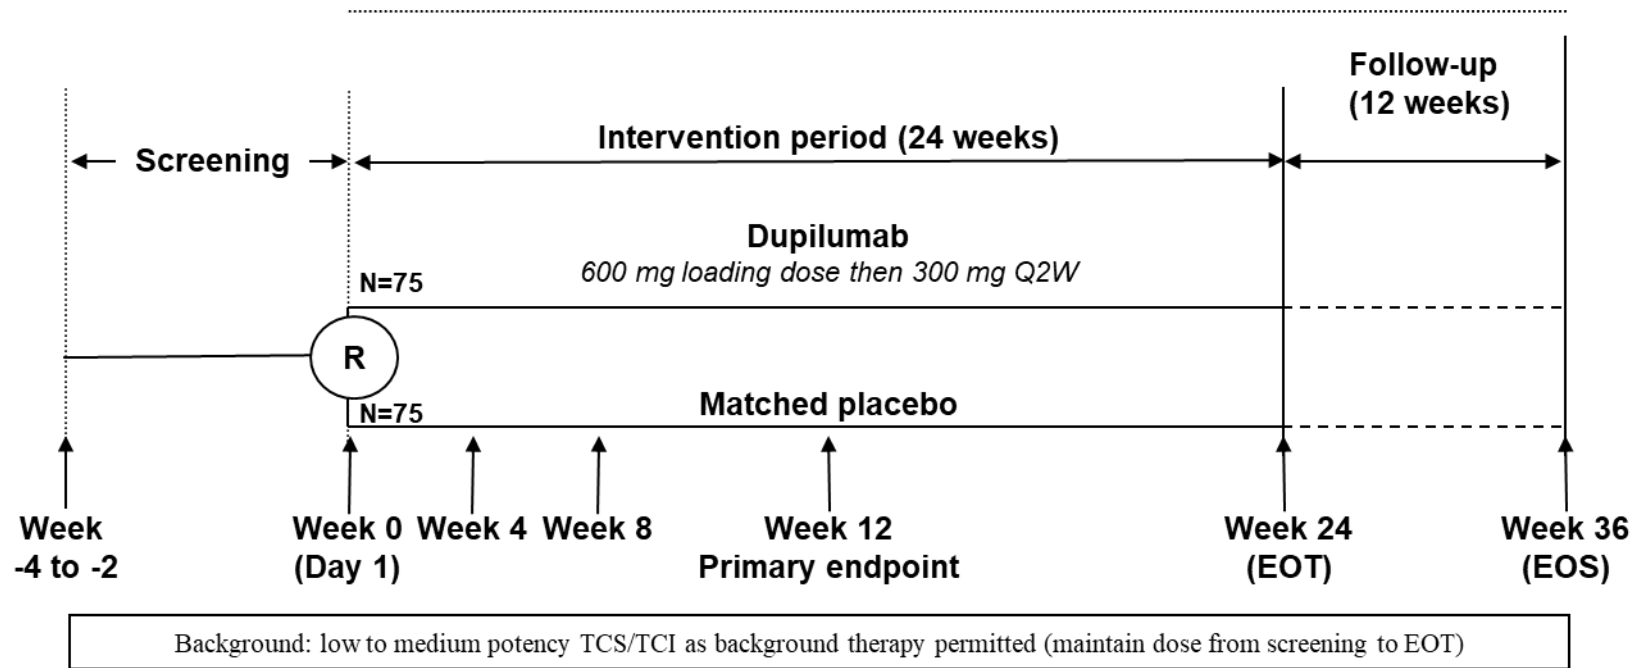 Follow-up
(12 weeks)
Intervention period (24 weeks)
Screening
Dupilumab
600 mg loading dose then 300 mg Q2W
N=75
R
N=75
Matched placebo
Week
-4 to -2
Week 0
(Day 1)
Week 4
Week 8
Week 12
Primary endpoint
Week 24
(EOT)
Week 36
(EOS)
Background: low to medium potency TCS/TCI as background therapy permitted (maintain dose from screening to EOT)